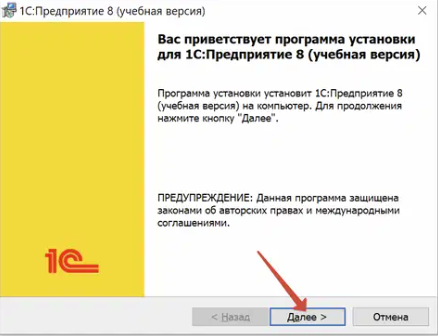 1С:Предприятие 8 (учебная версия)
Вас приветствует программа установки
для 1С:Предприятие 8 (учебная версия)
Программа установки установит 1С:Предприятие 8
(учебная версия) на компьютер. Для продолжения
нажмите кнопку "Далее".
ПРЕДУПРЕЖДЕНИЕ: Данная программа защищена
законами об авторских правах и международными
соглашениями.
1С
< Назад
Далее >
Отмена